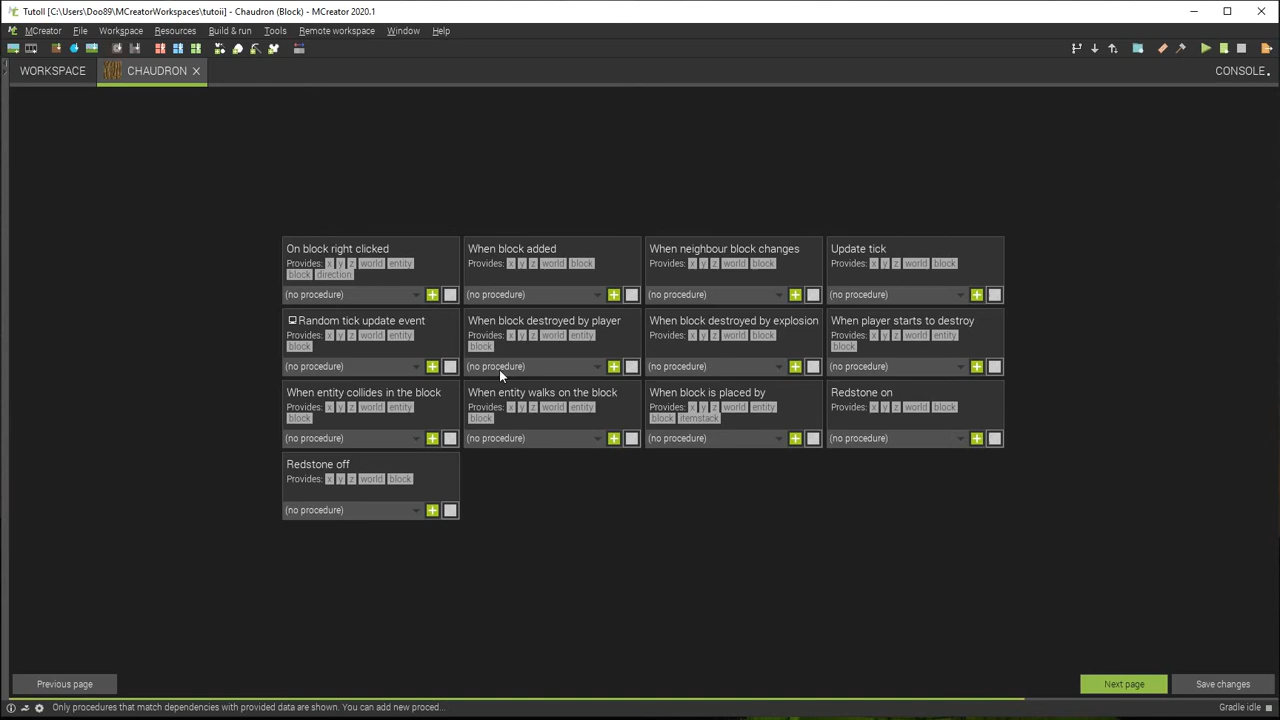 Tutoll [C:\Users\Doo89\MCreatorWorkspaces\tutoii] - Chaudron (Block) - MCreator 2020.1
MCreator File Workspace Resources Build & run Tools Remote workspace Window Help
WORKSPACE CHAUDRON CONSOLE
On block right clicked
Provides: x y z world entity
block direction
(no procedure)
When block added
Provides: x y z world block
(no procedure)
When neighbour block changes
Provides: x y z world block
(no procedure)
Update tick
Provides: x y z world block
(no procedure)
Random tick update event
Provides: x y z world entity
block
(no procedure)
When block destroyed by player
Provides: x y z world entity
block
(no procedure)
When block destroyed by explosion
Provides: x y z world block
(no procedure)
When player starts to destroy
Provides: x y z world entity
block
(no procedure)
When entity collides in the block
Provides: x y z world entity
block
(no procedure)
When entity walks on the block
Provides: x y z world entity
block
(no procedure)
When block is placed by
Provides: x y z world entity
block itemstack
(no procedure)
Redstone on
Provides: x y z world block
(no procedure)
Redstone off
Provides: x y z world block
(no procedure)
Previous page Next page Save changes
Only procedures that match dependencies with provided data are shown. You can add new proced... Gradle idle